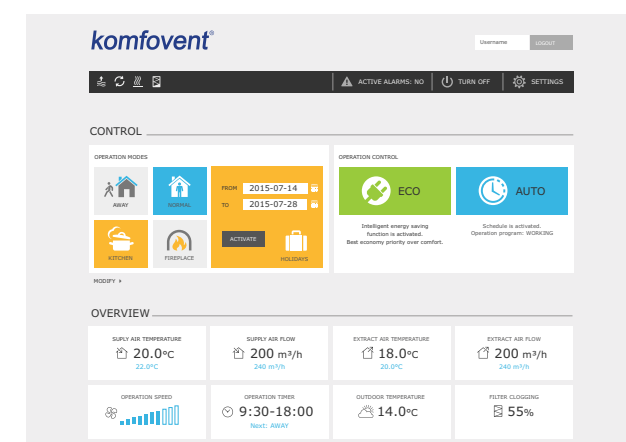 komfovent®
Username
LOGOUT
ACTIVE ALARMS: NO
TURN OFF
SETTINGS
CONTROL
OPERATION MODES
OPERATION CONTROL
AWAY
NORMAL
FROM 2015-07-14
TO 2015-07-28
ACTIVATE
HOLIDAYS
KITCHEN
FIREPLACE
ECO
AUTO
Intelligent energy saving
function is activated.
Best economy priority over comfort.
Schedule is activated.
Operation program: WORKING
MODIFY
OVERVIEW
SUPLY AIR TEMPERATURE
20.0°C
22.0°C
SUPPLY AIR FLOW
200 m³/h
240 m³/h
EXTRACT AIR TEMPERATURE
18.0°C
20.0°C
EXTRACT AIR FLOW
200 m³/h
240 m³/h
OPERATION SPEED
OPERATION TIMER
9:30-18:00
Next: AWAY
OUTDOOR TEMPERATURE
14.0°C
FILTER CLOGGING
55%